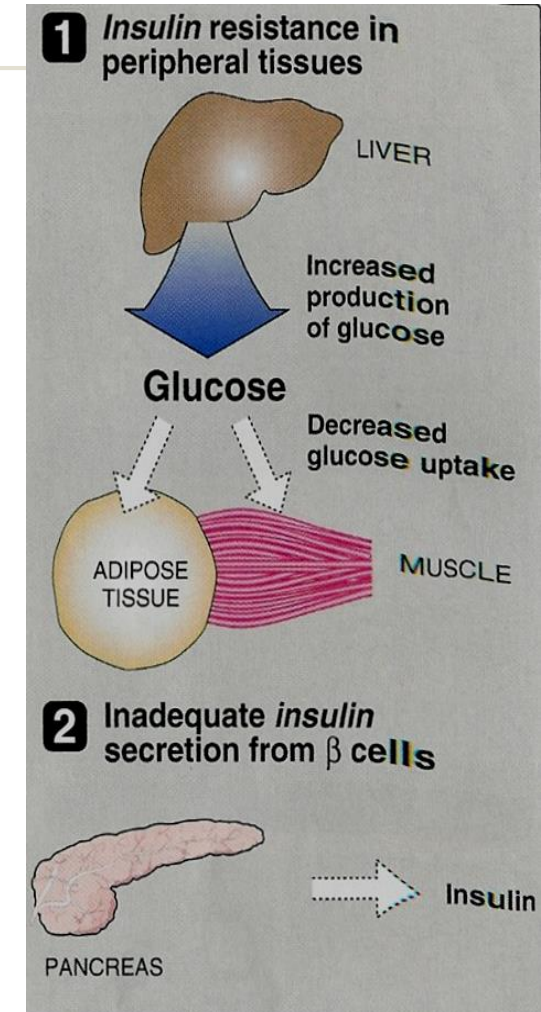 1 Insulin resistance in
peripheral tissues
LIVER
Increased
production
of glucose
Glucose
Decreased
glucose uptake
ADIPOSE
TISSUE
MUSCLE
2 Inadequate insulin
secretion from β cells
Insulin
PANCREAS